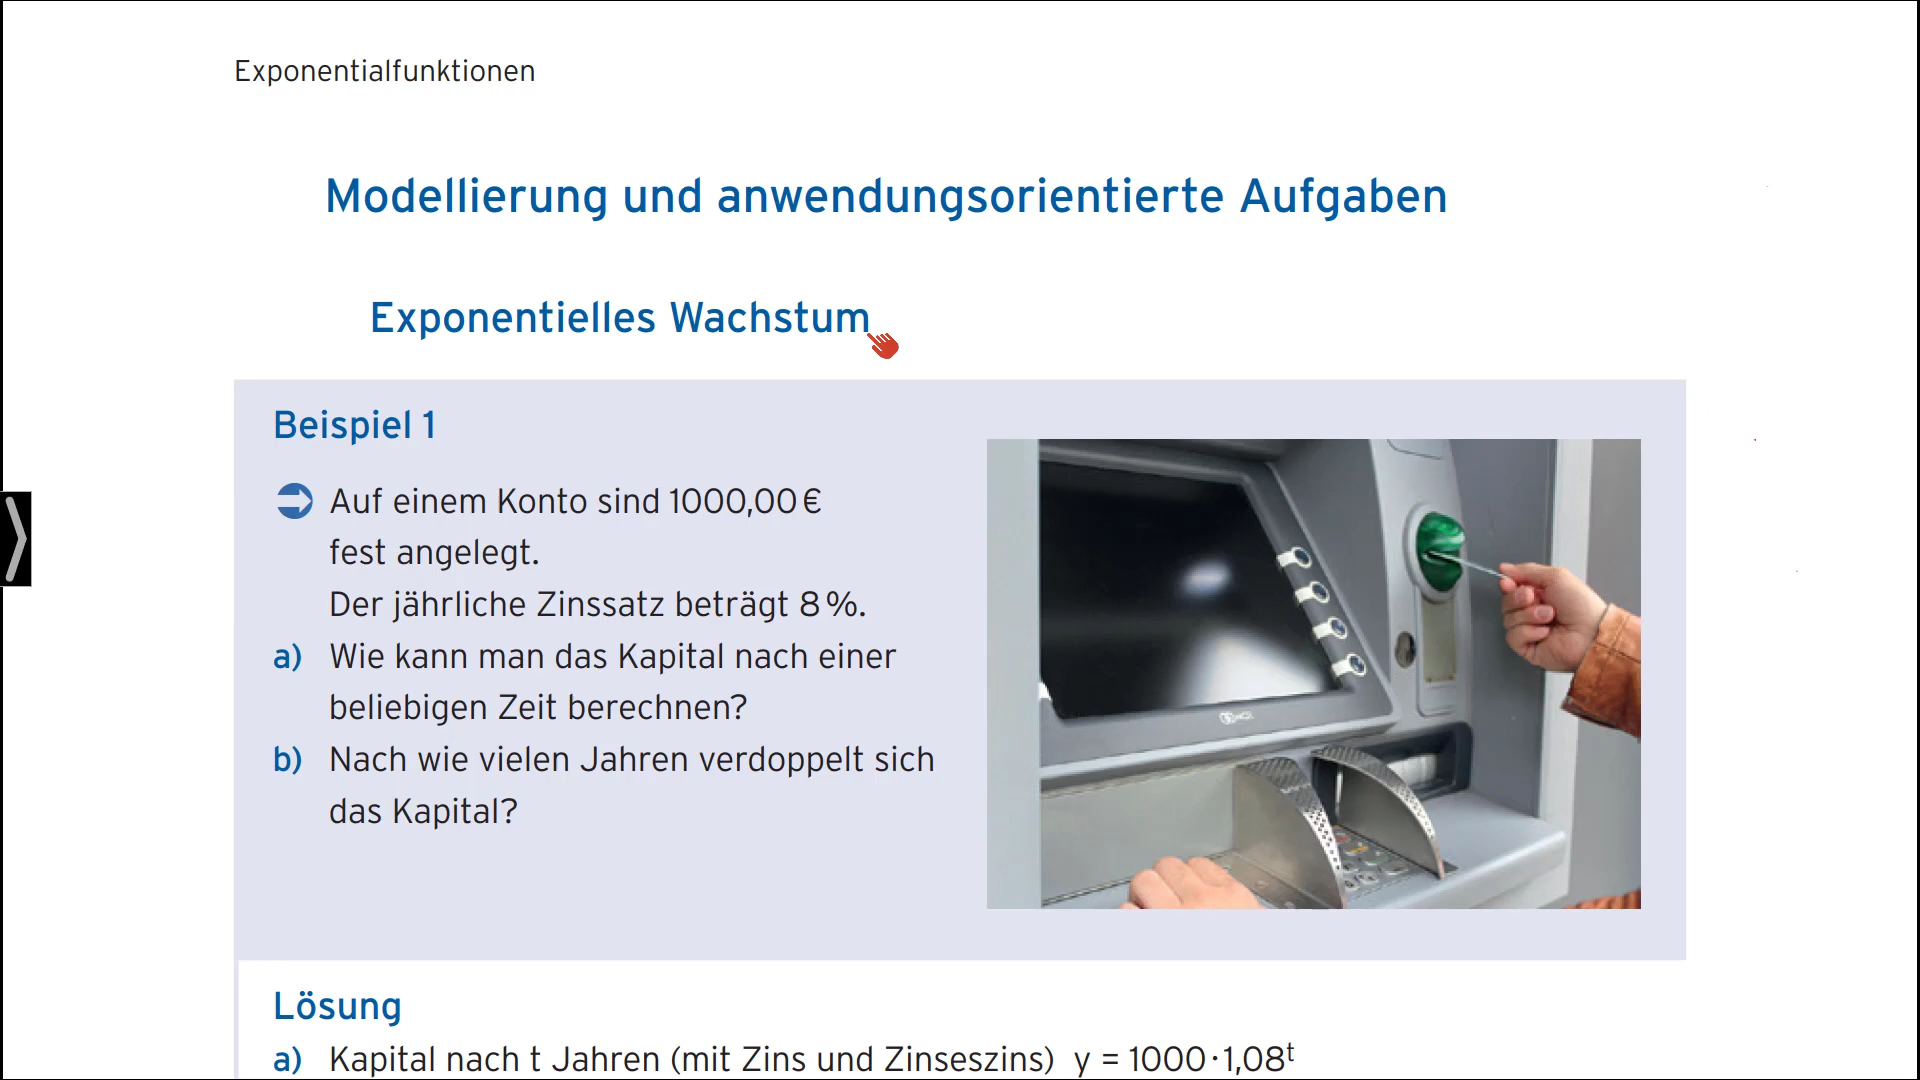 Exponentialfunktionen
Modellierung und anwendungsorientierte Aufgaben
Exponentielles Wachstum
Beispiel 1
Auf einem Konto sind 1000,00 €
fest angelegt.
Der jährliche Zinssatz beträgt 8 %.
a) Wie kann man das Kapital nach einer
beliebigen Zeit berechnen?
b) Nach wie vielen Jahren verdoppelt sich
das Kapital?
Lösung
a) Kapital nach t Jahren (mit Zins und Zinseszins) y = 1000 · 1,08ᵗ